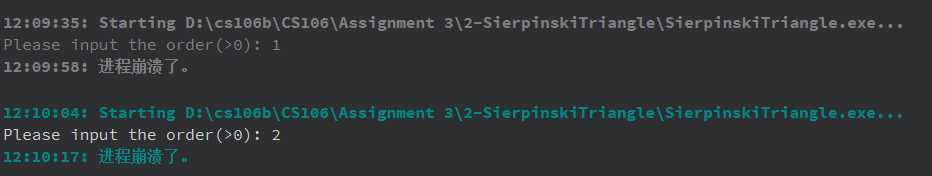 12:09:35: Starting D:\cs106b\CS106\Assignment 3\2-SierpinskiTriangle\SierpinskiTriangle.exe...
Please input the order(>0): 1
12:09:58: 进程崩溃了。
12:10:04: Starting D:\cs106b\CS106\Assignment 3\2-SierpinskiTriangle\SierpinskiTriangle.exe...
Please input the order(>0): 2
12:10:17: 进程崩溃了。